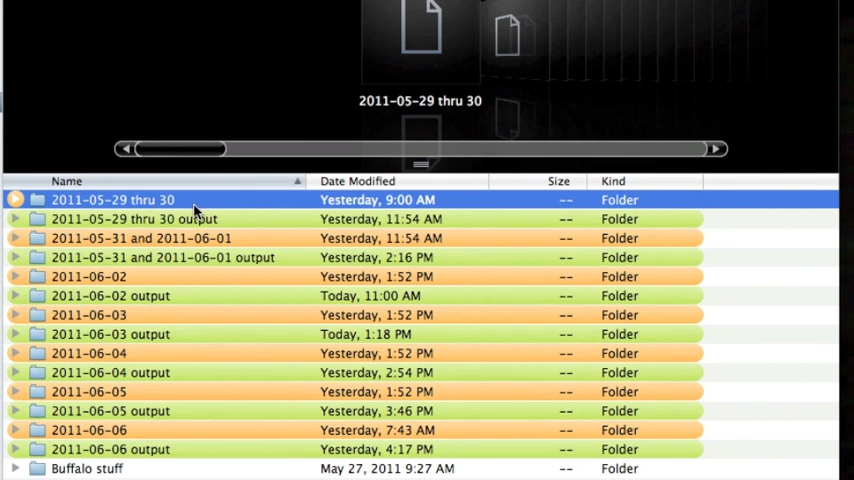 2011-05-29 thru 30
Name Date Modified Size Kind
2011-05-29 thru 30 Yesterday, 9:00 AM -- Folder
2011-05-29 thru 30 output Yesterday, 11:54 AM -- Folder
2011-05-31 and 2011-06-01 Yesterday, 11:54 AM -- Folder
2011-05-31 and 2011-06-01 output Yesterday, 2:16 PM -- Folder
2011-06-02 Yesterday, 1:52 PM -- Folder
2011-06-02 output Today, 11:00 AM -- Folder
2011-06-03 Yesterday, 1:52 PM -- Folder
2011-06-03 output Today, 1:18 PM -- Folder
2011-06-04 Yesterday, 1:52 PM -- Folder
2011-06-04 output Yesterday, 2:54 PM -- Folder
2011-06-05 Yesterday, 1:52 PM -- Folder
2011-06-05 output Yesterday, 3:46 PM -- Folder
2011-06-06 Yesterday, 7:43 AM -- Folder
2011-06-06 output Yesterday, 4:17 PM -- Folder
Buffalo stuff May 27, 2011 9:27 AM -- Folder